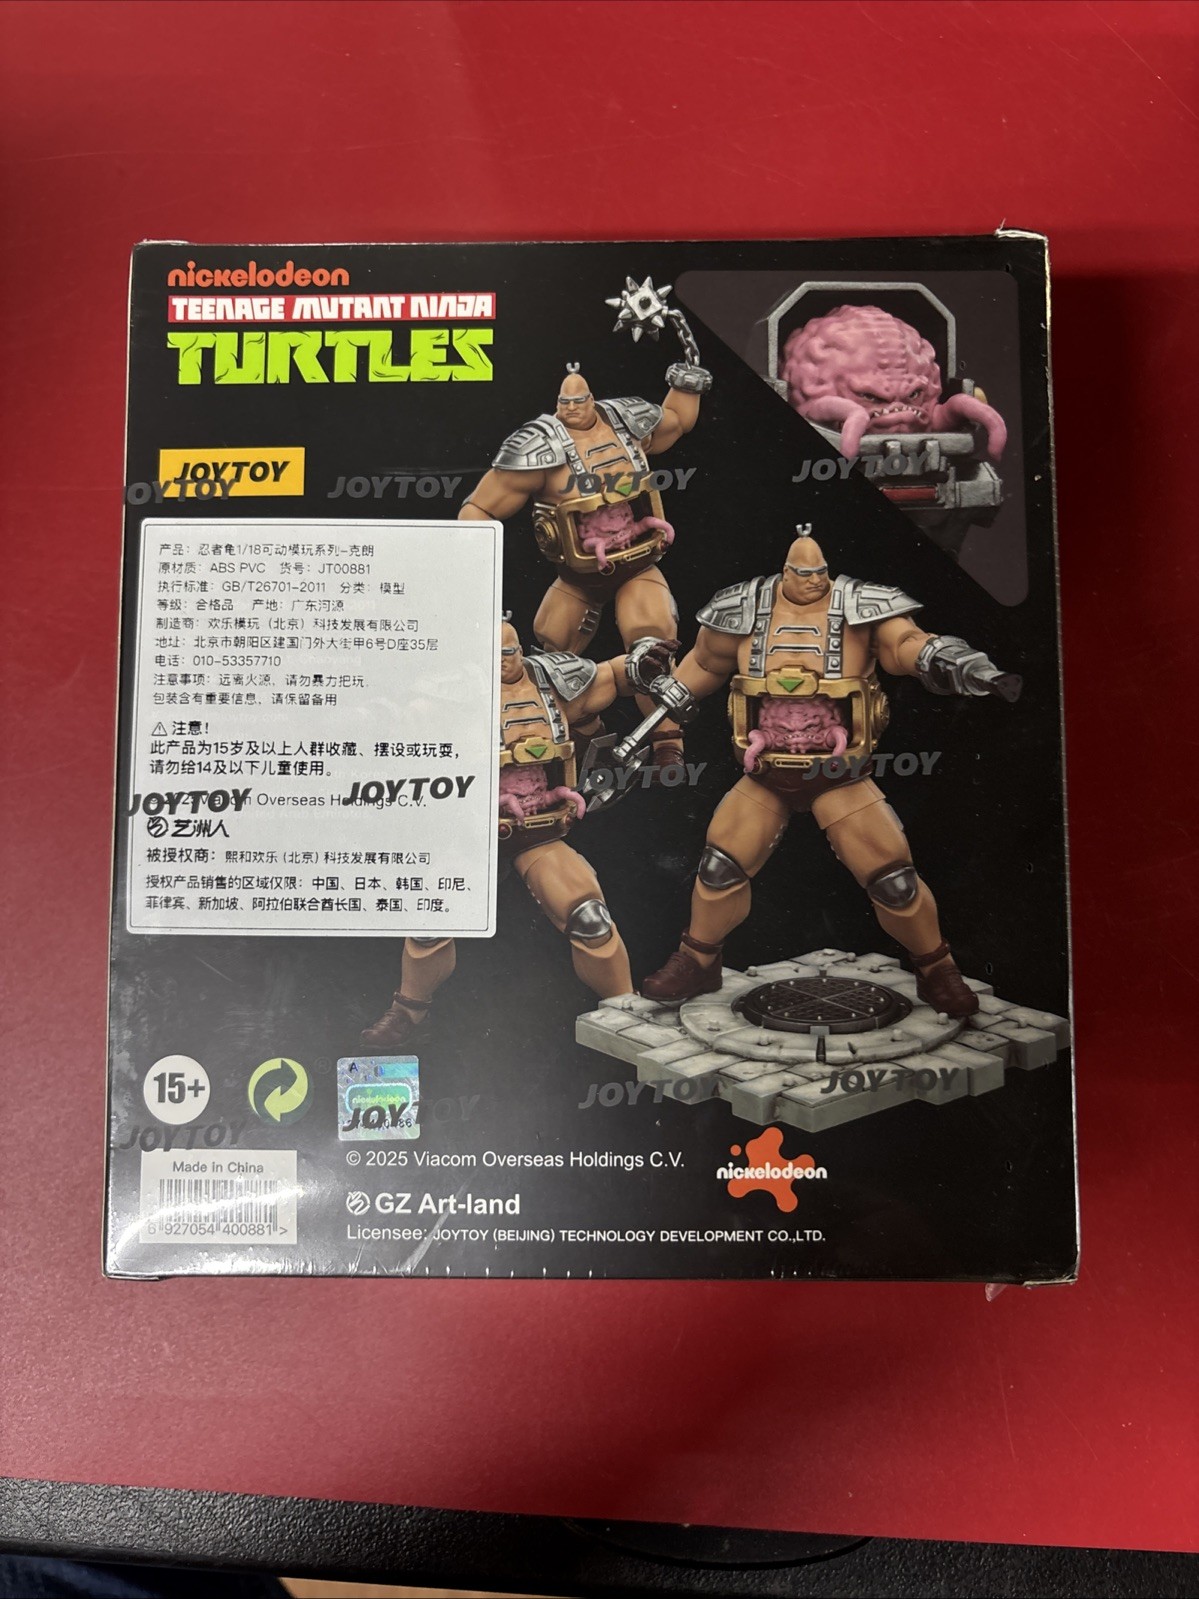 nickelodeon
TEENAGE MUTANT NINJA
TURTLES
JOYTOY
JOYTOY
JOYTOY
JOYTOY
JOYTOY
产品：忍者龟1/18可动模玩系列-克朗
原材质：ABS PVC 货号：JT00881
执行标准：GB/T26701-2011 分类：模型
等级：合格品 产地：广东河源
制造商：欢乐模玩（北京）科技发展有限公司
地址：北京市朝阳区建国门外大街甲6号D座35层
电话：010-53357710
注意事项：远离火源，请勿暴力把玩，
包装含有重要信息，请保留备用
⚠ 注意！
此产品为15岁及以上人群收藏、摆设或玩耍，
请勿给14及以下儿童使用。
JOYTOY
JOYTOY
JOYTOY
JOYTOY
Viacom Overseas Holdings C.V.
艺洲人
被授权商：熙和欢乐（北京）科技发展有限公司
授权产品销售的区域仅限：中国、日本、韩国、印尼、
菲律宾、新加坡、阿拉伯联合酋长国、泰国、印度。
15+
nickelodeon
JOYTOY
JOYTOY
JOYTOY
JOYTOY
Made In China
6 927054 400881 >
© 2025 Viacom Overseas Holdings C.V.
nickelodeon
GZ Art-land
Licensee: JOYTOY (BEIJING) TECHNOLOGY DEVELOPMENT CO.,LTD.